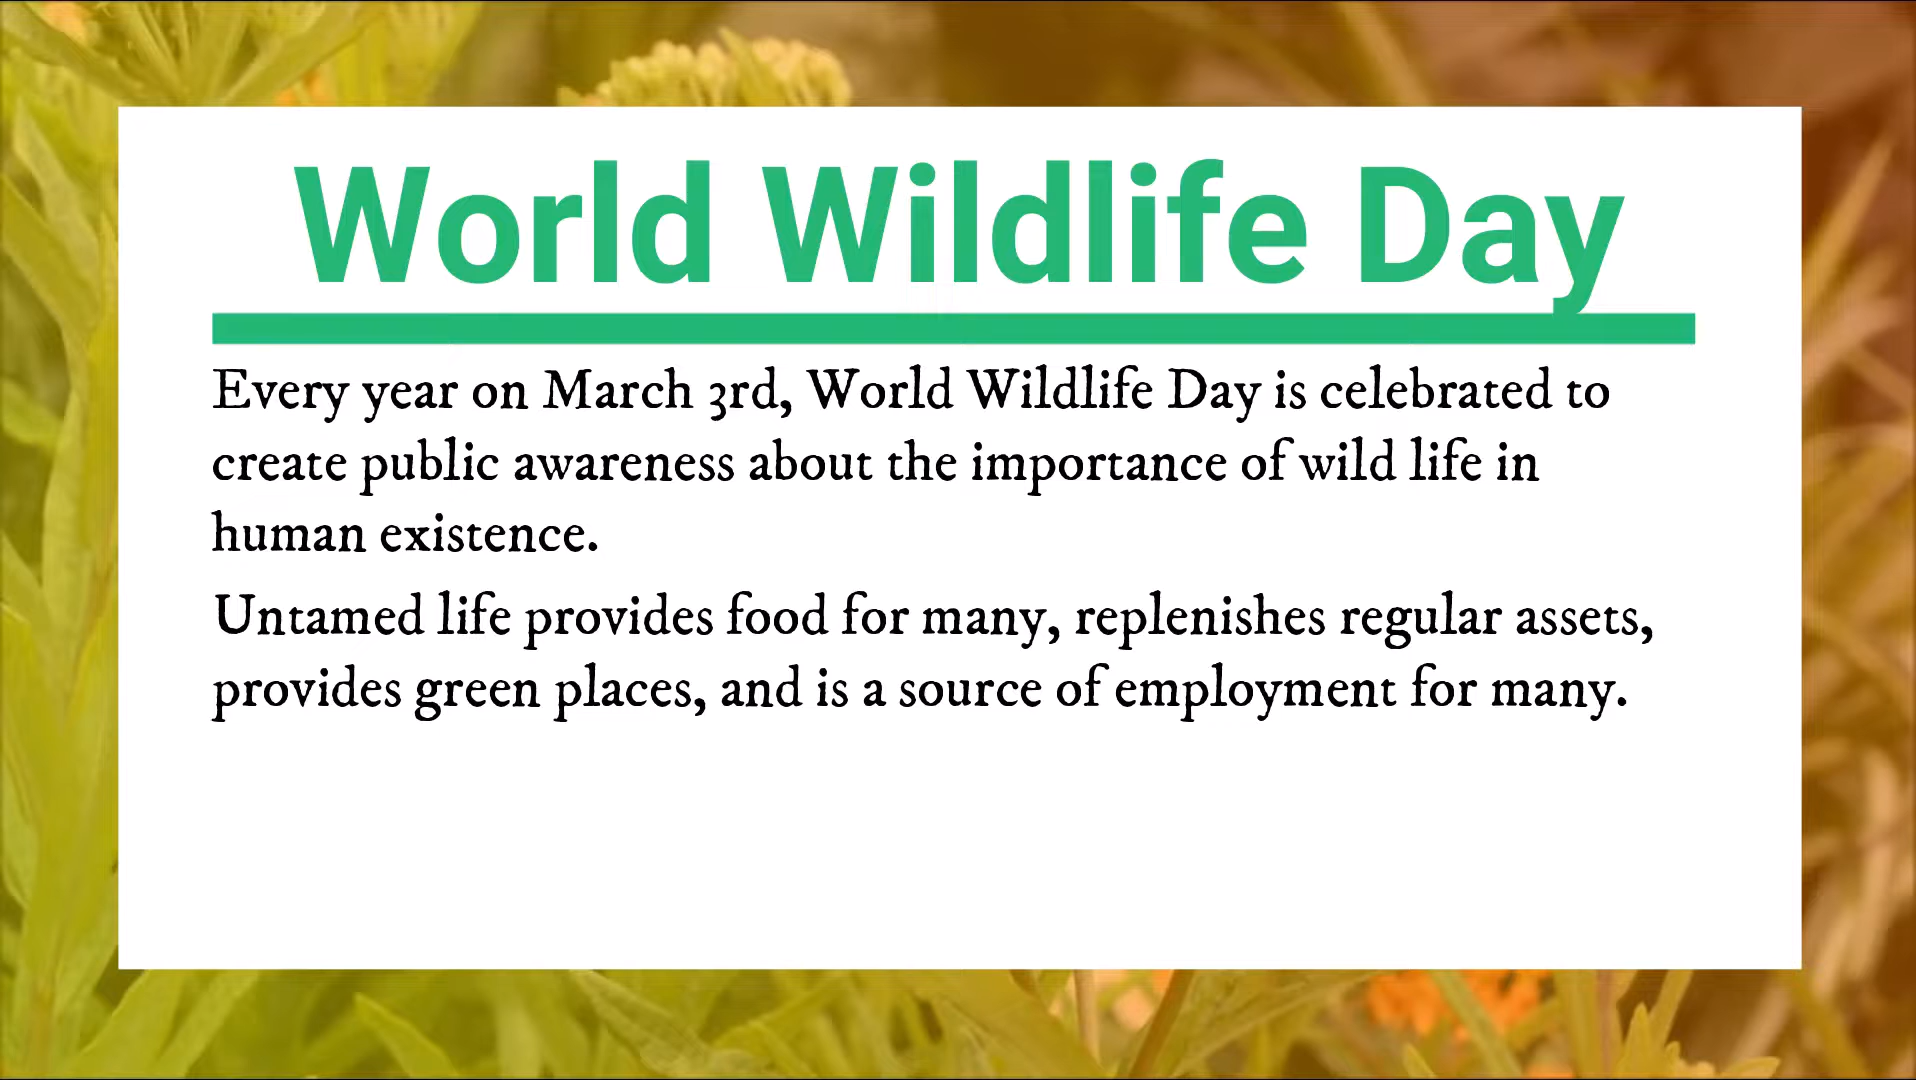 World Wildlife Day
Every year on March 3rd, World Wildlife Day is celebrated to
create public awareness about the importance of wild life in
human existence.
Untamed life provides food for many, replenishes regular assets,
provides green places, and is a source of employment for many.